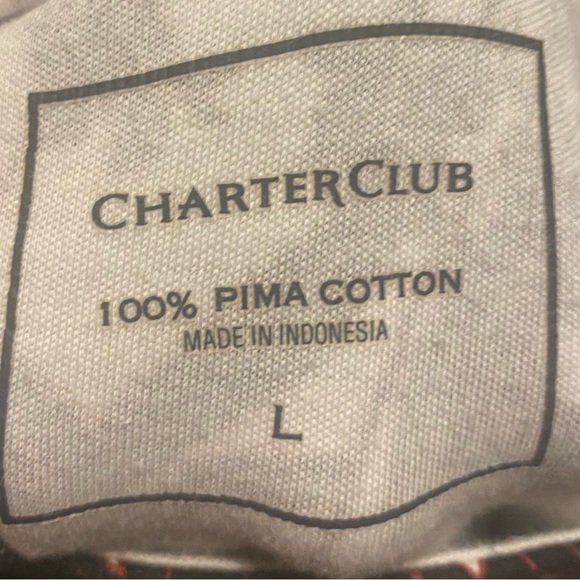 CHARTERCLUB
100% PIMA COTTON
MADE IN INDONESIA
L